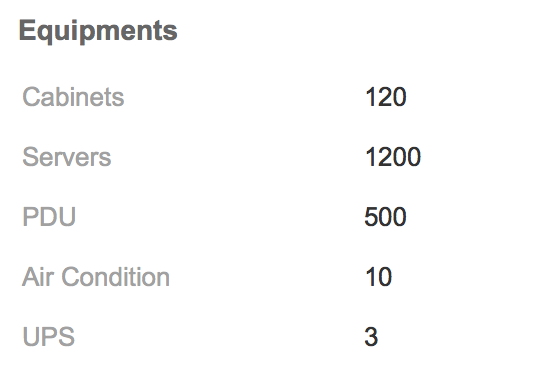 Equipments
Cabinets 120
Servers 1200
PDU 500
Air Condition 10
UPS 3